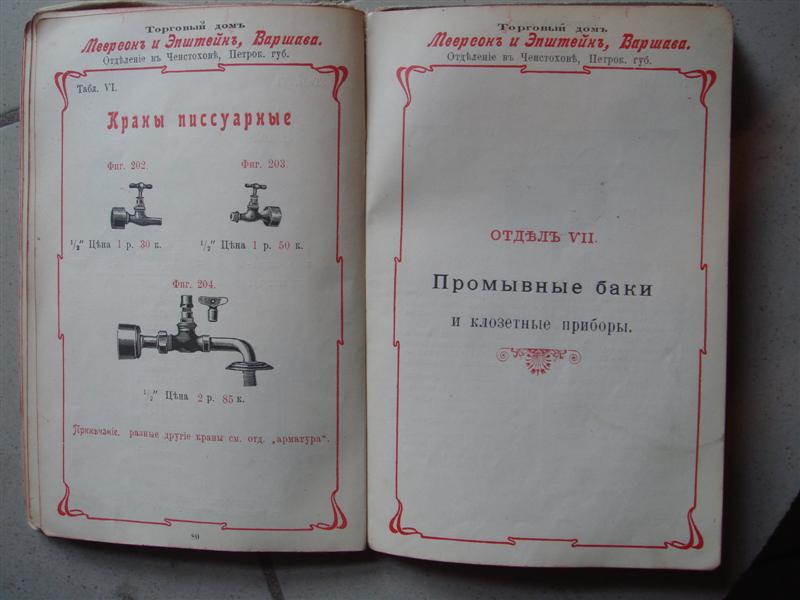 Торговый домъ
Меерсонъ и Эпштейнъ, Варшава.
Отдѣленіе въ Ченстоховѣ, Петрок. губ.
Табл. VI.
Краны писсуарные
Фиг. 202. Фиг. 203.
1/2" Цѣна 1 р. 30 к. 1/2" Цѣна 1 р. 50 к.
Фиг. 204.
1/2" Цѣна 2 р. 85 к.
Примѣчаніе. разные другіе краны см. отд. „арматура“.
80
Торговый домъ
Меерсонъ и Эпштейнъ, Варшава.
Отдѣленіе въ Ченстоховѣ, Петрок. губ.
ОТДѢЛЪ VII.
Промывные баки
и клозетные приборы.